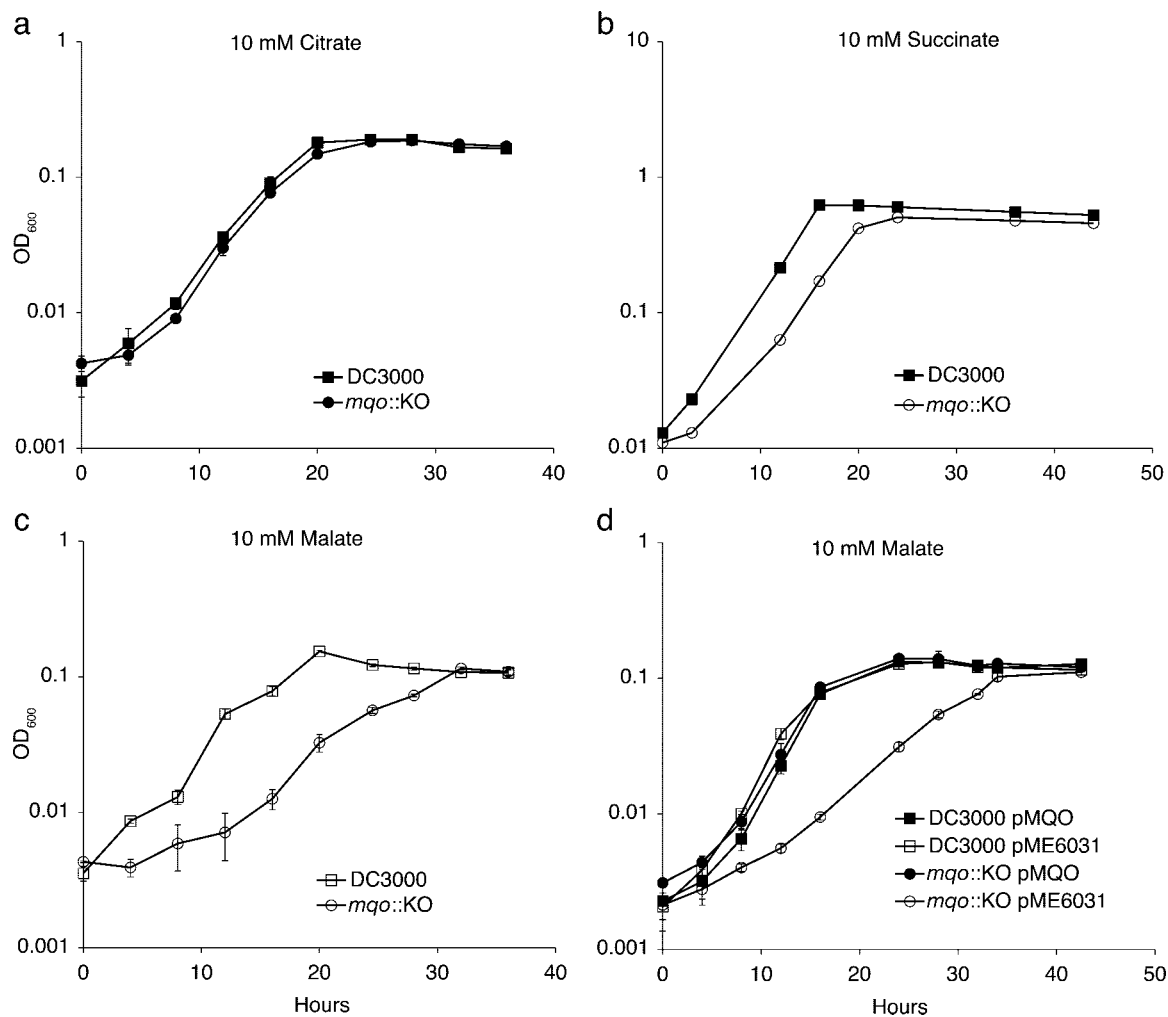 a
10 mM Citrate
1
0.1
0.01
0.001
OD600
0 10 20 30 40
DC3000
mqo::KO
b
10 mM Succinate
10
1
0.1
0.01
0 10 20 30 40 50
DC3000
mqo::KO
c
10 mM Malate
1
0.1
0.01
0.001
OD600
0 10 20 30 40
Hours
DC3000
mqo::KO
d
10 mM Malate
1
0.1
0.01
0.001
0 10 20 30 40 50
Hours
DC3000 pMQO
DC3000 pME6031
mqo::KO pMQO
mqo::KO pME6031